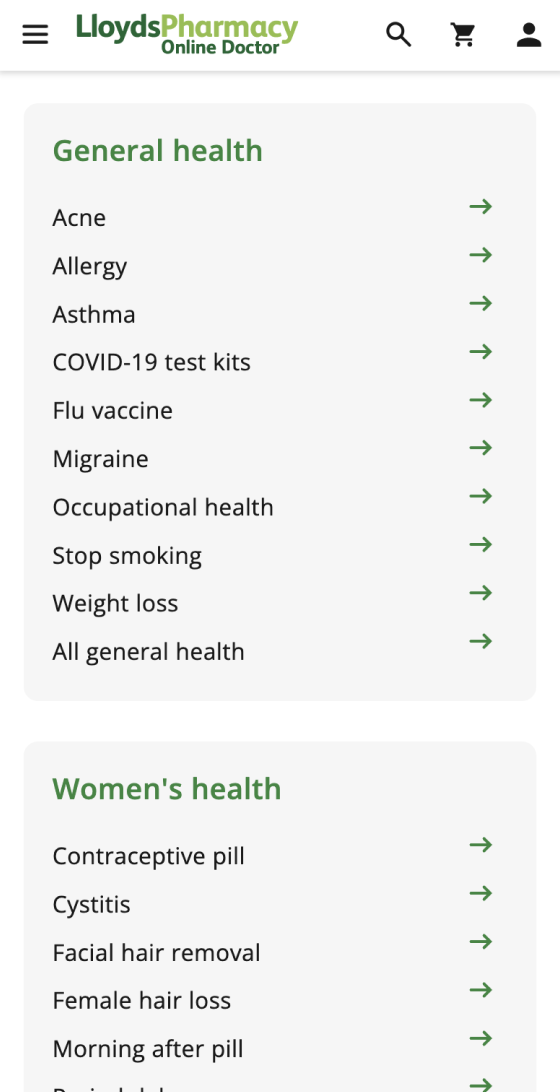 LloydsPharmacy
Online Doctor
General health
Acne
Allergy
Asthma
COVID-19 test kits
Flu vaccine
Migraine
Occupational health
Stop smoking
Weight loss
All general health
Women's health
Contraceptive pill
Cystitis
Facial hair removal
Female hair loss
Morning after pill